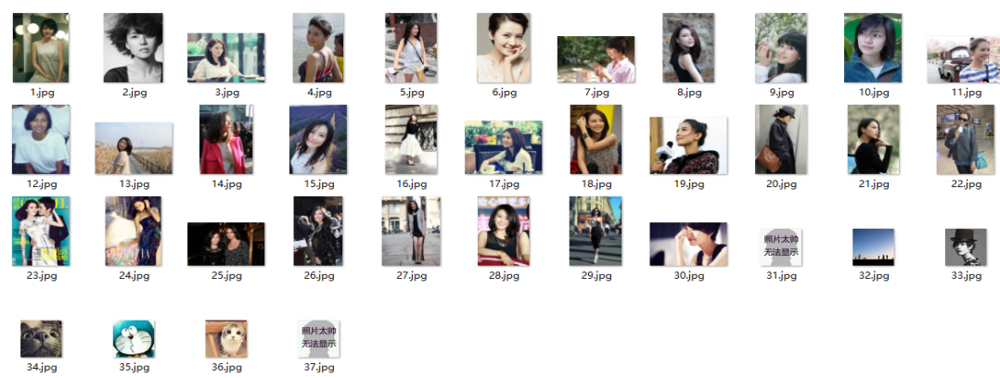 1.jpg
2.jpg
3.jpg
4.jpg
5.jpg
6.jpg
7.jpg
8.jpg
9.jpg
10.jpg
11.jpg
12.jpg
13.jpg
14.jpg
15.jpg
16.jpg
17.jpg
18.jpg
19.jpg
20.jpg
21.jpg
22.jpg
23.jpg
24.jpg
25.jpg
26.jpg
27.jpg
28.jpg
29.jpg
30.jpg
照片太帅
无法显示
31.jpg
32.jpg
33.jpg
34.jpg
35.jpg
36.jpg
照片太帅
无法显示
37.jpg